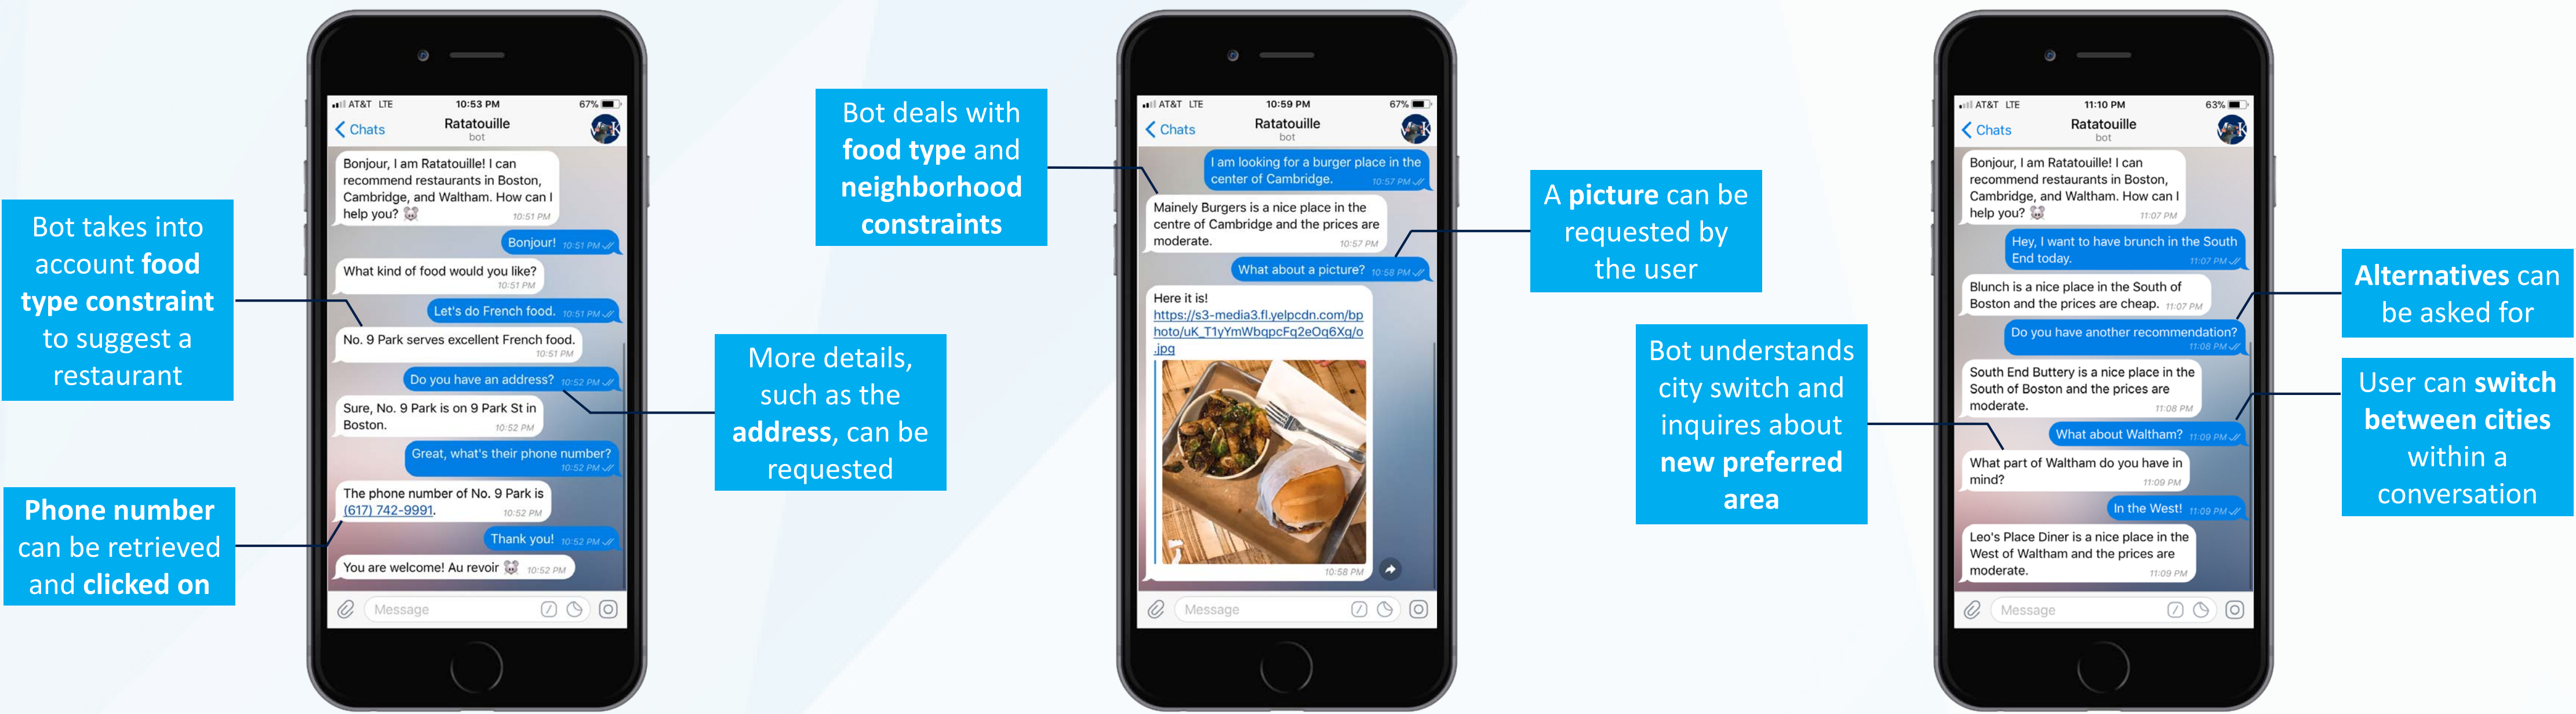 Bot takes into
account food
type constraint
to suggest a
restaurant
Phone number
can be retrieved
and clicked on
AT&T LTE
10:53 PM
67%
Chats
Ratatouille
bot
Bonjour, I am Ratatouille! I can
recommend restaurants in Boston,
Cambridge, and Waltham. How can I
help you? 🐭 10:51 PM
Bonjour! 10:51 PM
What kind of food would you like?
10:51 PM
Let's do French food. 10:51 PM
No. 9 Park serves excellent French food.
10:51 PM
Do you have an address? 10:52 PM
Sure, No. 9 Park is on 9 Park St in
Boston. 10:52 PM
Great, what's their phone number?
10:52 PM
The phone number of No. 9 Park is
(617) 742-9991. 10:52 PM
Thank you! 10:52 PM
You are welcome! Au revoir 🐭 10:52 PM
Message
More details,
such as the
address, can be
requested
Bot deals with
food type and
neighborhood
constraints
AT&T LTE
10:59 PM
67%
Chats
Ratatouille
bot
I am looking for a burger place in the
center of Cambridge. 10:57 PM
Mainely Burgers is a nice place in the
centre of Cambridge and the prices are
moderate. 10:57 PM
What about a picture? 10:58 PM
Here it is!
https://s3-media3.fl.yelpcdn.com/bp
hoto/uK_T1yYmWbqpcFq2eOq6Xg/o
.jpg
10:58 PM
Message
A picture can be
requested by
the user
Bot understands
city switch and
inquires about
new preferred
area
AT&T LTE
11:10 PM
63%
Chats
Ratatouille
bot
Bonjour, I am Ratatouille! I can
recommend restaurants in Boston,
Cambridge, and Waltham. How can I
help you? 🐭 11:07 PM
Hey, I want to have brunch in the South
End today. 11:07 PM
Blunch is a nice place in the South of
Boston and the prices are cheap. 11:07 PM
Do you have another recommendation?
11:08 PM
South End Buttery is a nice place in the
South of Boston and the prices are
moderate. 11:08 PM
What about Waltham? 11:09 PM
What part of Waltham do you have in
mind? 11:09 PM
In the West! 11:09 PM
Leo's Place Diner is a nice place in the
West of Waltham and the prices are
moderate. 11:09 PM
Message
Alternatives can
be asked for
User can switch
between cities
within a
conversation